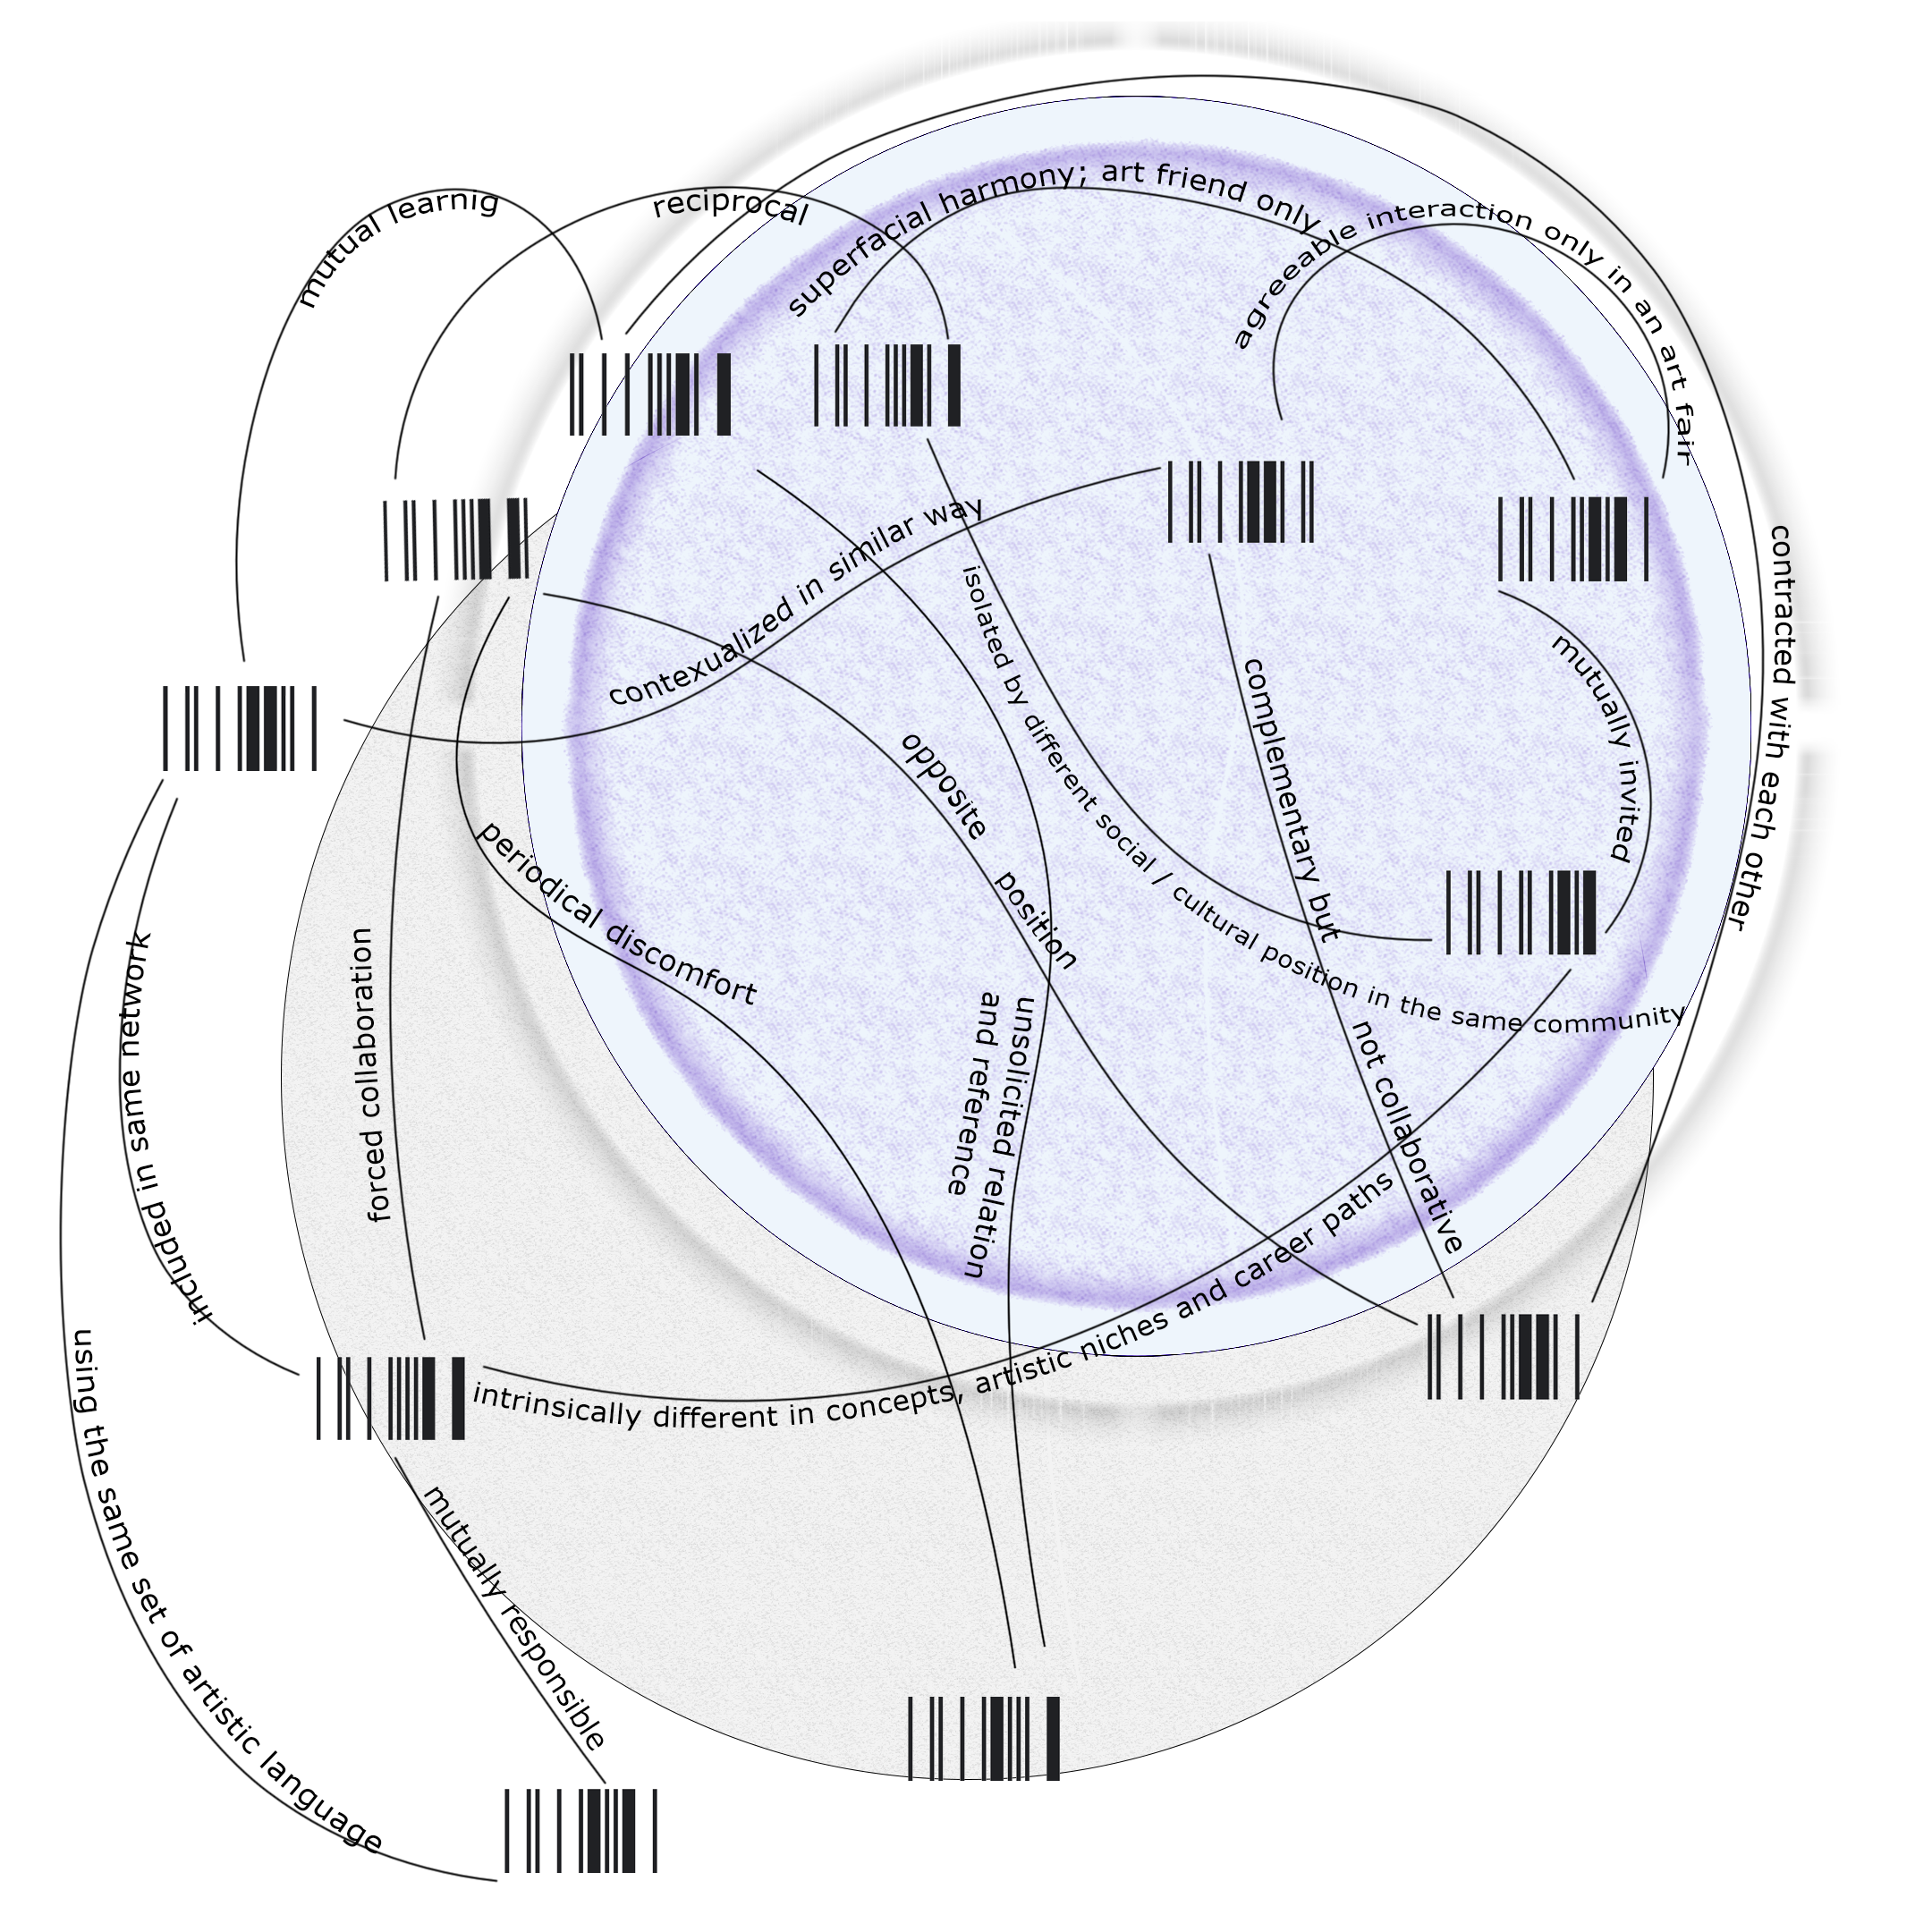 mutual learnig
reciprocal
superfacial harmony; art friend only
agreeable interaction only in an art fair
contracted with each other
contexualized in similar way
isolated by different social / cultural position in the same community
complementary but not collaborative
mutually invited
opposite position
periodical discomfort
unsolicited relation
and reference
forced collaboration
included in same network
using the same set of artistic language
intrinsically different in concepts, artistic niches and career paths
mutually responsible